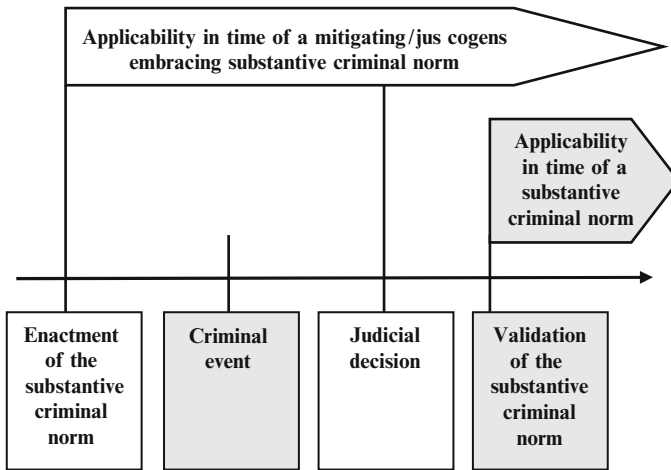 Applicability in time of a mitigating/jus cogens
embracing substantive criminal norm
Applicability
in time of a
substantive
criminal norm
Enactment
of the
substantive
criminal
norm
Criminal
event
Judicial
decision
Validation
of the
substantive
criminal
norm